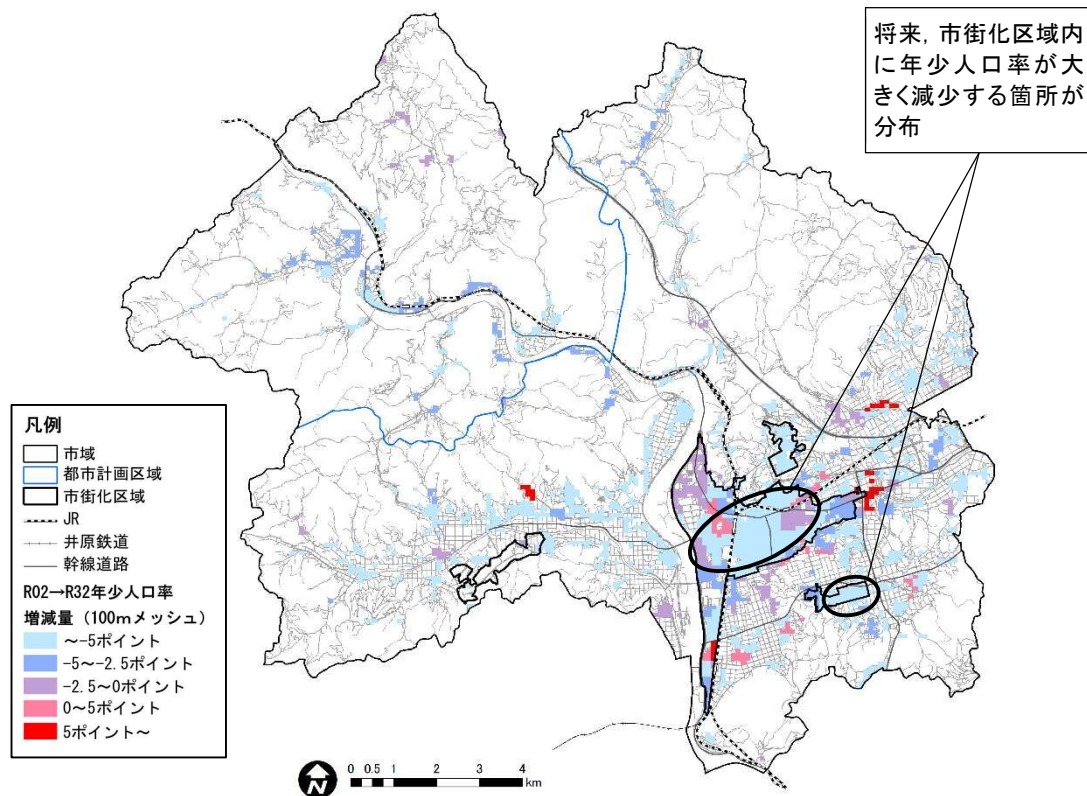 将来，市街化区域内
に年少人口率が大
きく減少する箇所が
分布
凡例
市域
都市計画区域
市街化区域
JR
井原鉄道
幹線道路
R02→R32年少人口率
増減量（100mメッシュ）
～-5ポイント
-5～-2.5ポイント
-2.5～0ポイント
0～5ポイント
5ポイント～
N
0 0.5 1 2 3 4
km